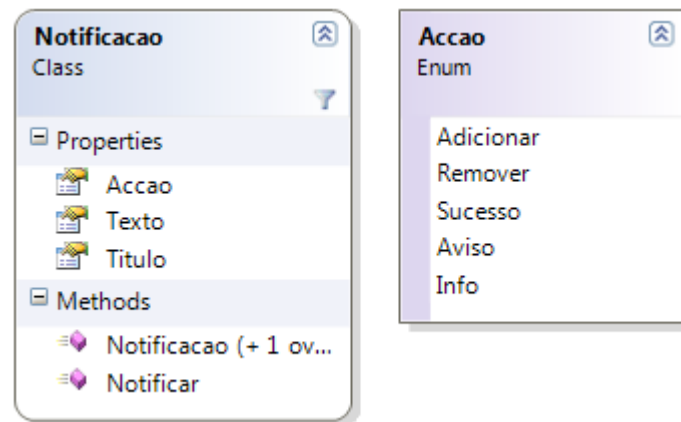 Notificacao
Class
Properties
Accao
Texto
Titulo
Methods
Notificacao (+ 1 ov...
Notificar
Accao
Enum
Adicionar
Remover
Sucesso
Aviso
Info